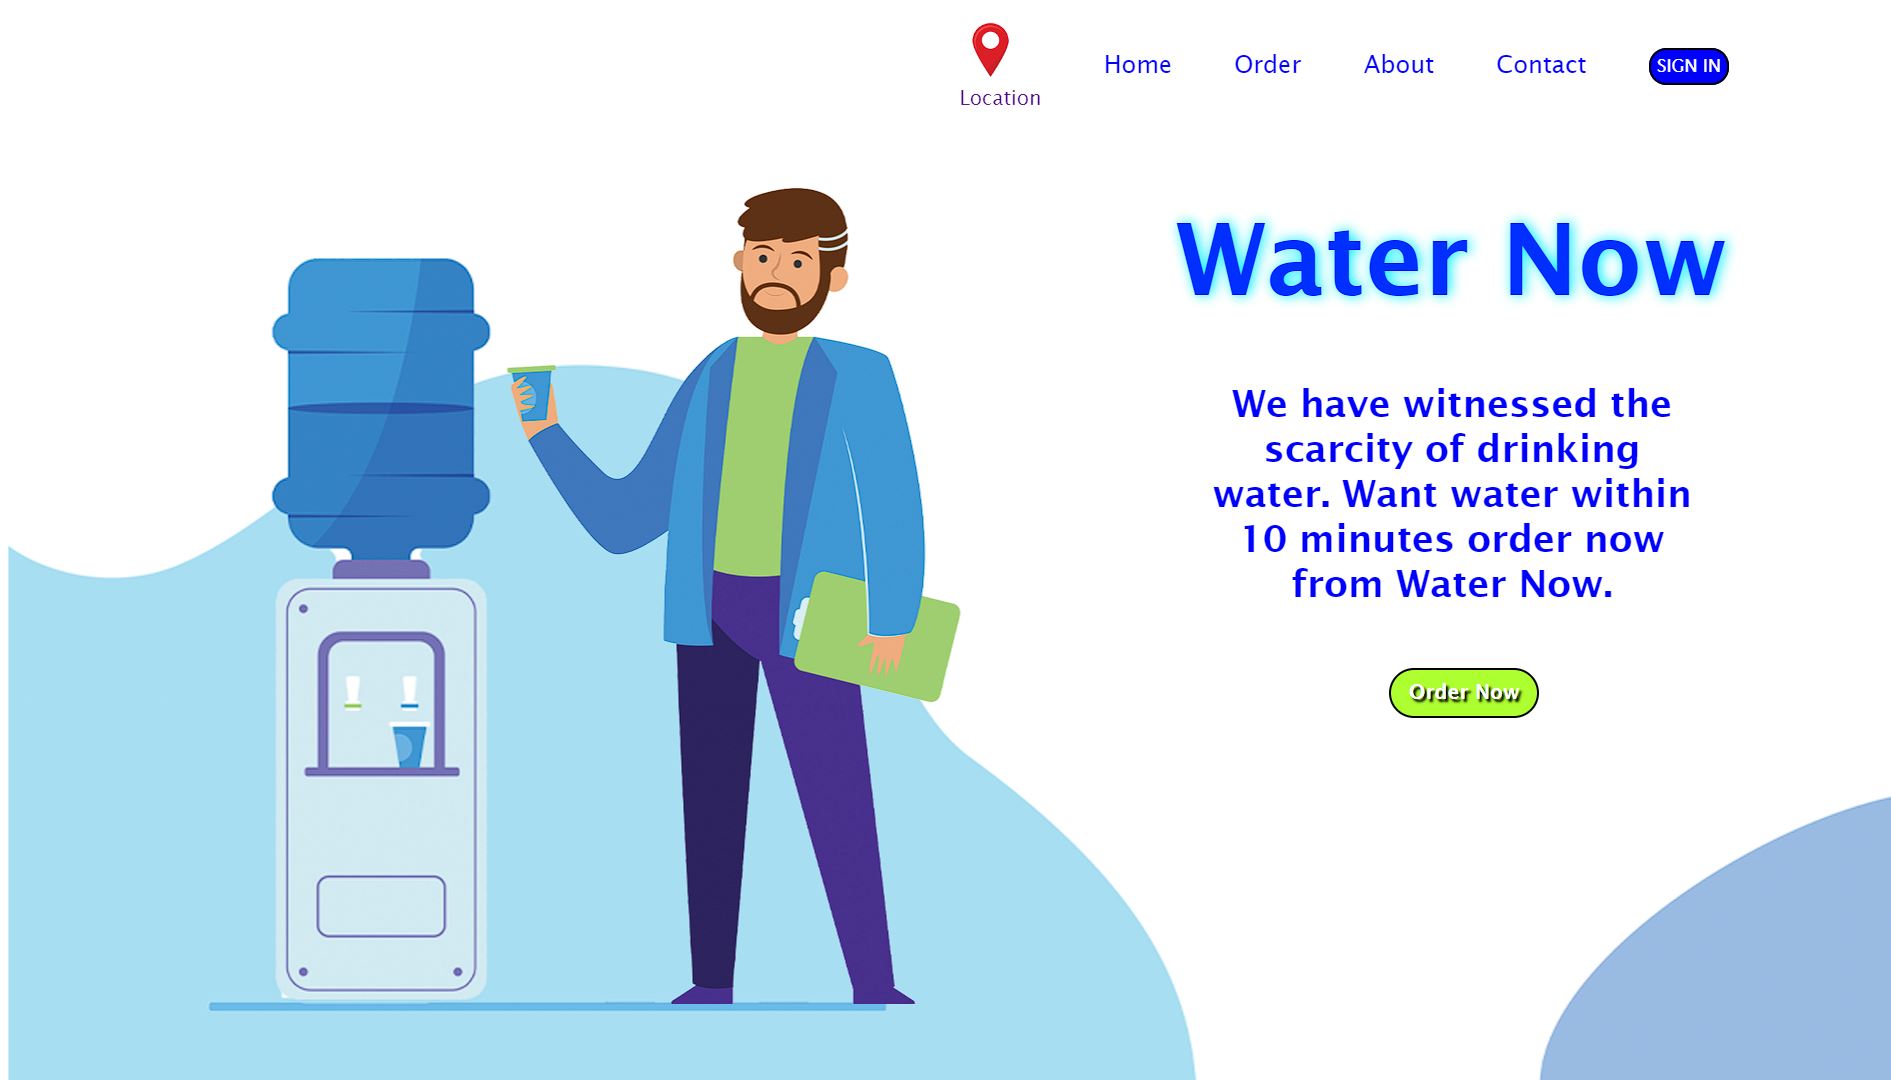 Location
Home
Order
About
Contact
SIGN IN
Water Now
We have witnessed the
scarcity of drinking
water. Want water within
10 minutes order now
from Water Now.
Order Now